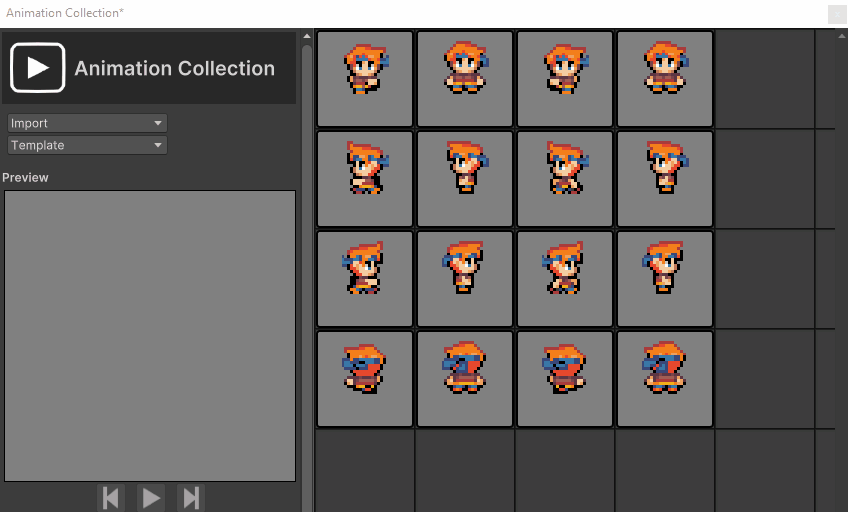 Animation Collection*
Animation Collection
Import
Template
Preview